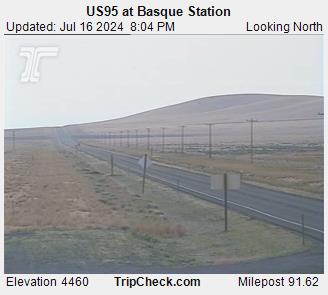 US95 at Basque Station
Updated: Jul 16 2024 8:04 PM Looking North
Elevation 4460 TripCheck.com Milepost 91.62